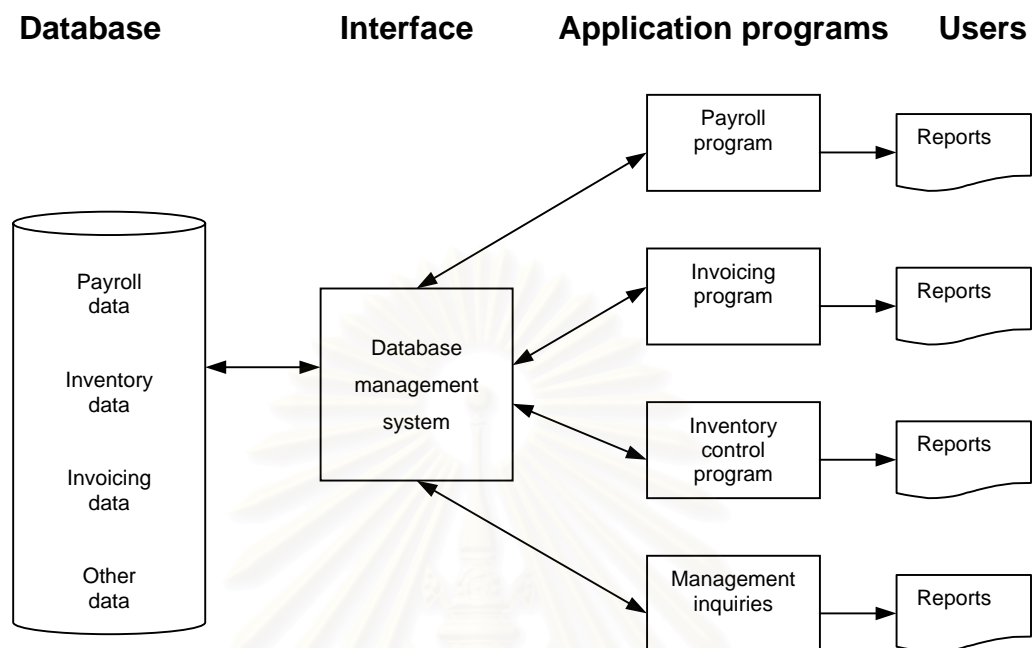 Database Interface Application programs Users
Payroll
data
Inventory
data
Invoicing
data
Other
data
Database
management
system
Payroll
program
Reports
Invoicing
program
Reports
Inventory
control
program
Reports
Management
inquiries
Reports